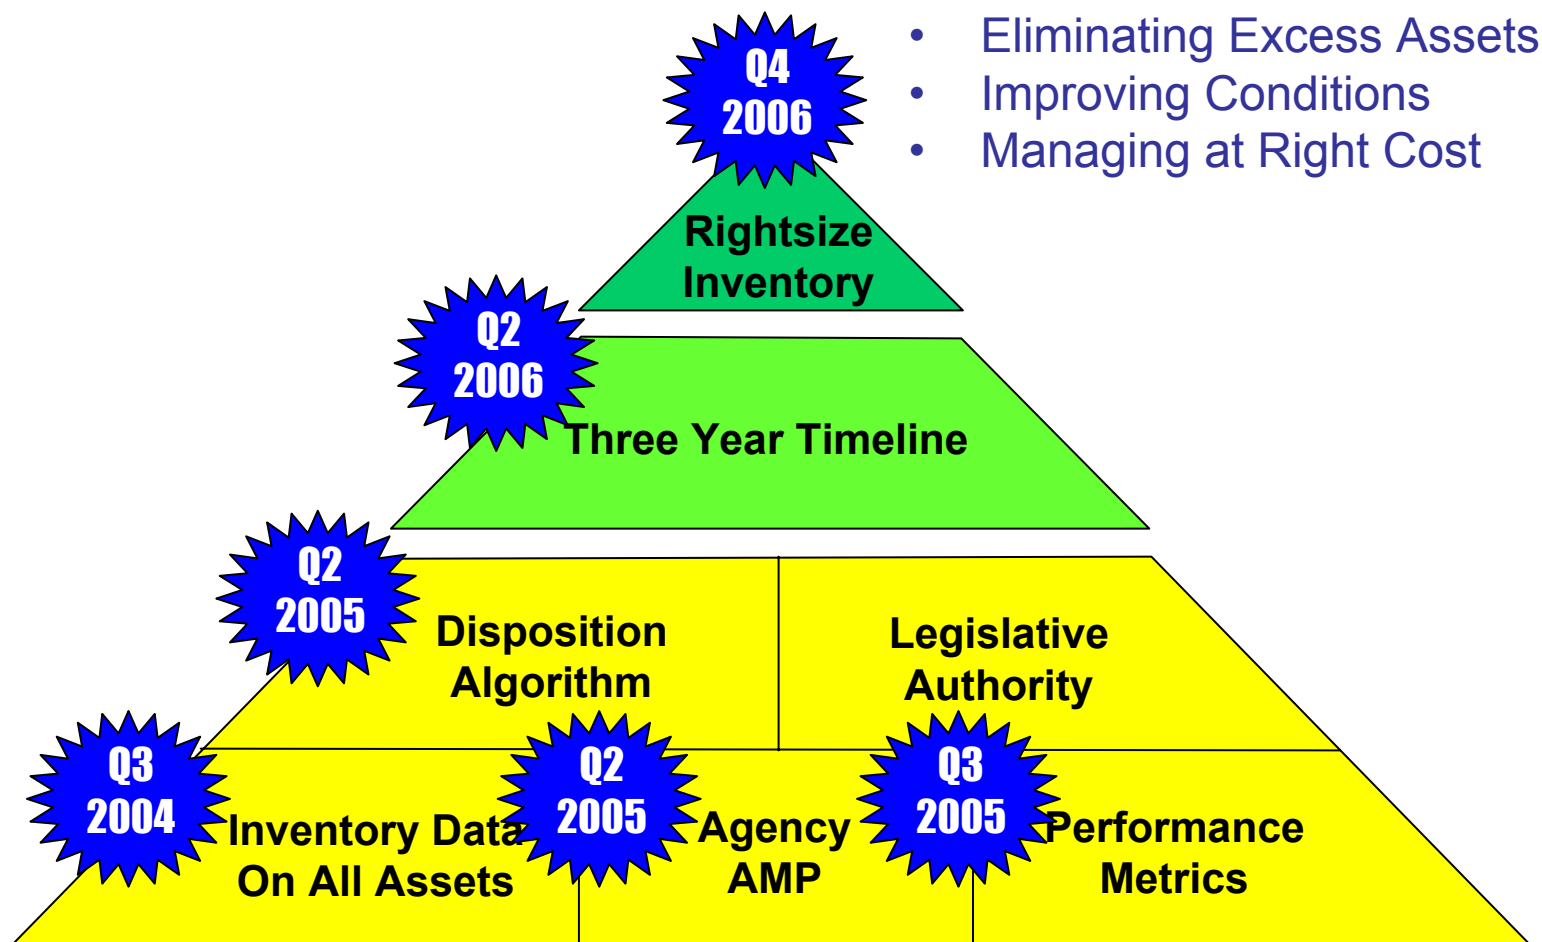 Q4
2006
• Eliminating Excess Assets
• Improving Conditions
• Managing at Right Cost
Rightsize
Inventory
Q2
2006
Three Year Timeline
Q2
2005
Disposition
Algorithm
Legislative
Authority
Q3
2004
Inventory Data
On All Assets
Q2
2005
Agency
AMP
Q3
2005
Performance
Metrics